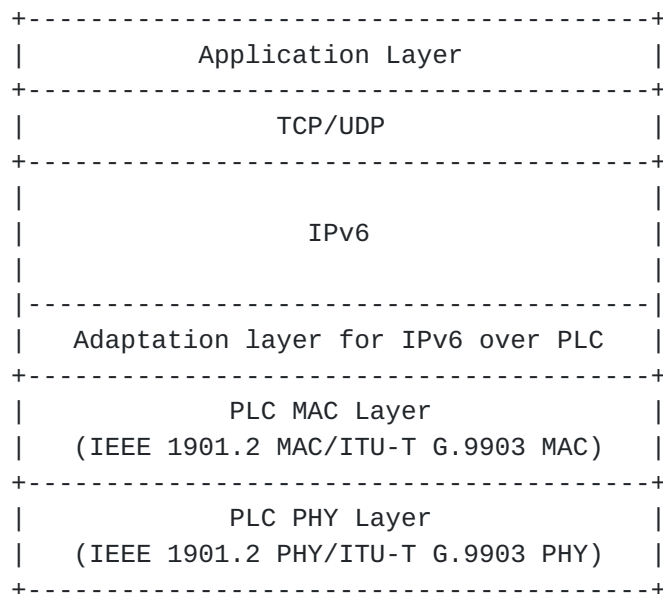 Application Layer
TCP/UDP
IPv6
Adaptation layer for IPv6 over PLC
PLC MAC Layer
(IEEE 1901.2 MAC/ITU-T G.9903 MAC)
PLC PHY Layer
(IEEE 1901.2 PHY/ITU-T G.9903 PHY)